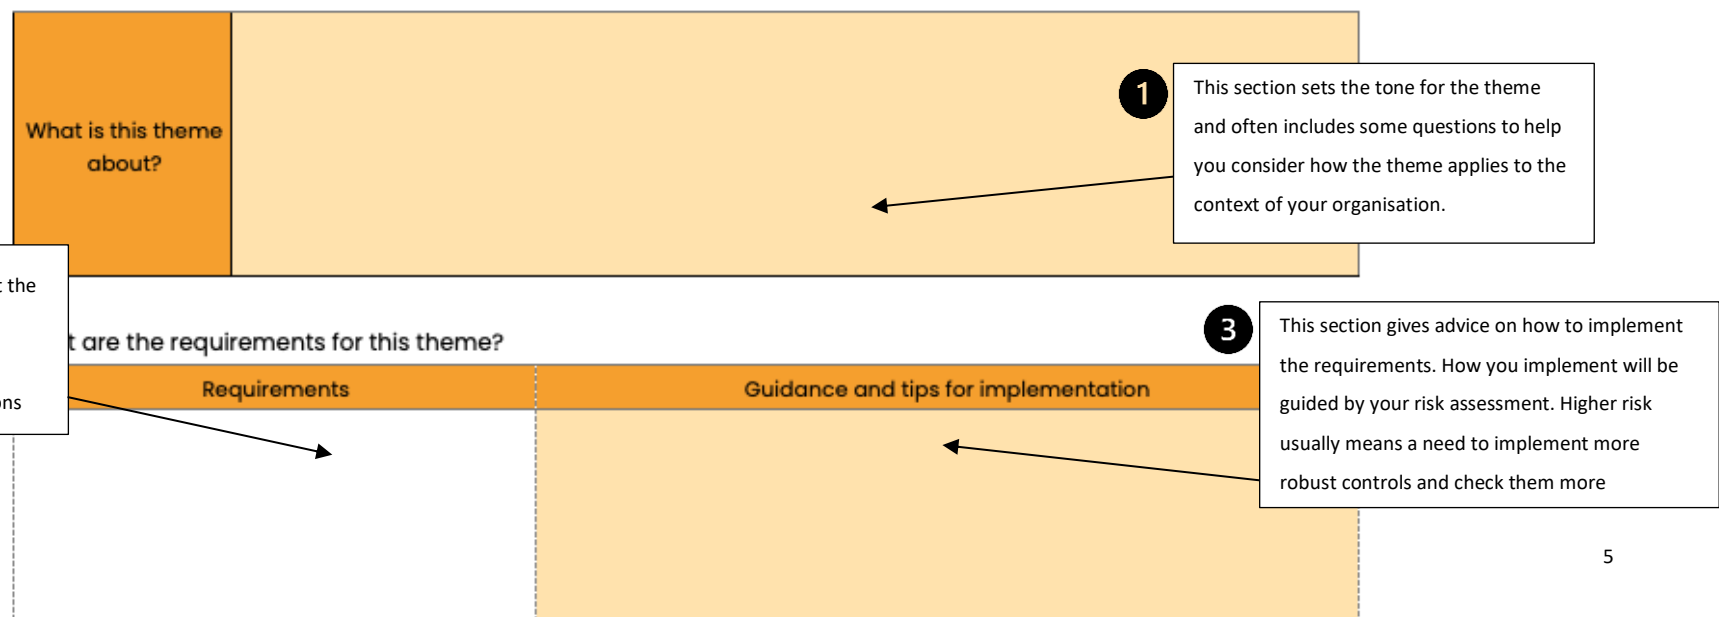 What is this theme
about?
1
This section sets the tone for the theme
and often includes some questions to help
you consider how the theme applies to the
context of your organisation.
the
are the requirements for this theme?
Requirements
Guidance and tips for implementation
3
This section gives advice on how to implement
the requirements. How you implement will be
guided by your risk assessment. Higher risk
usually means a need to implement more
robust controls and check them more
5